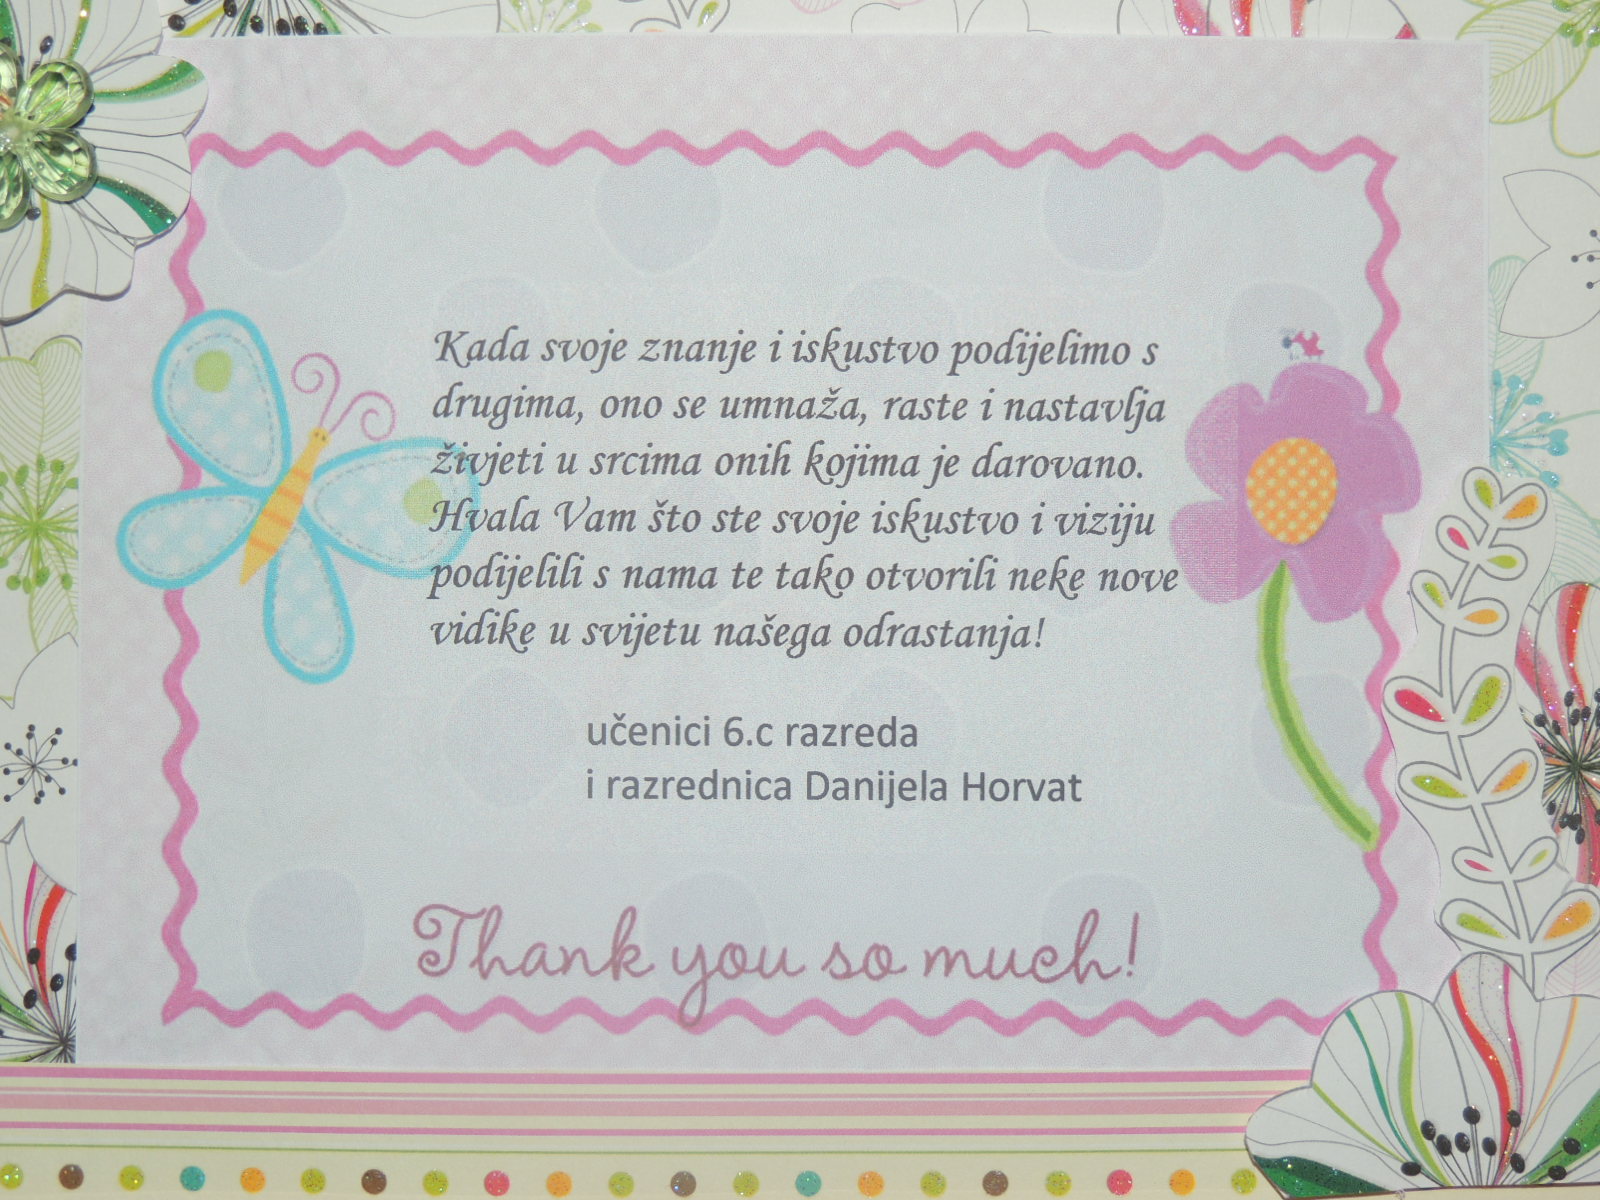 Kada svoje znanje i iskustvo podijelimo s
drugima, ono se umnaža, raste i nastavlja
živjeti u srcima onih kojima je darovano.
Hvala Vam što ste svoje iskustvo i viziju
podijelili s nama te tako otvorili neke nove
vidike u svijetu našega odrastanja!
učenici 6.c razreda
i razrednica Danijela Horvat
Thank you so much!